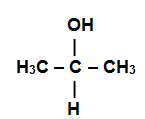 OH
H₃C – C – CH₃
H